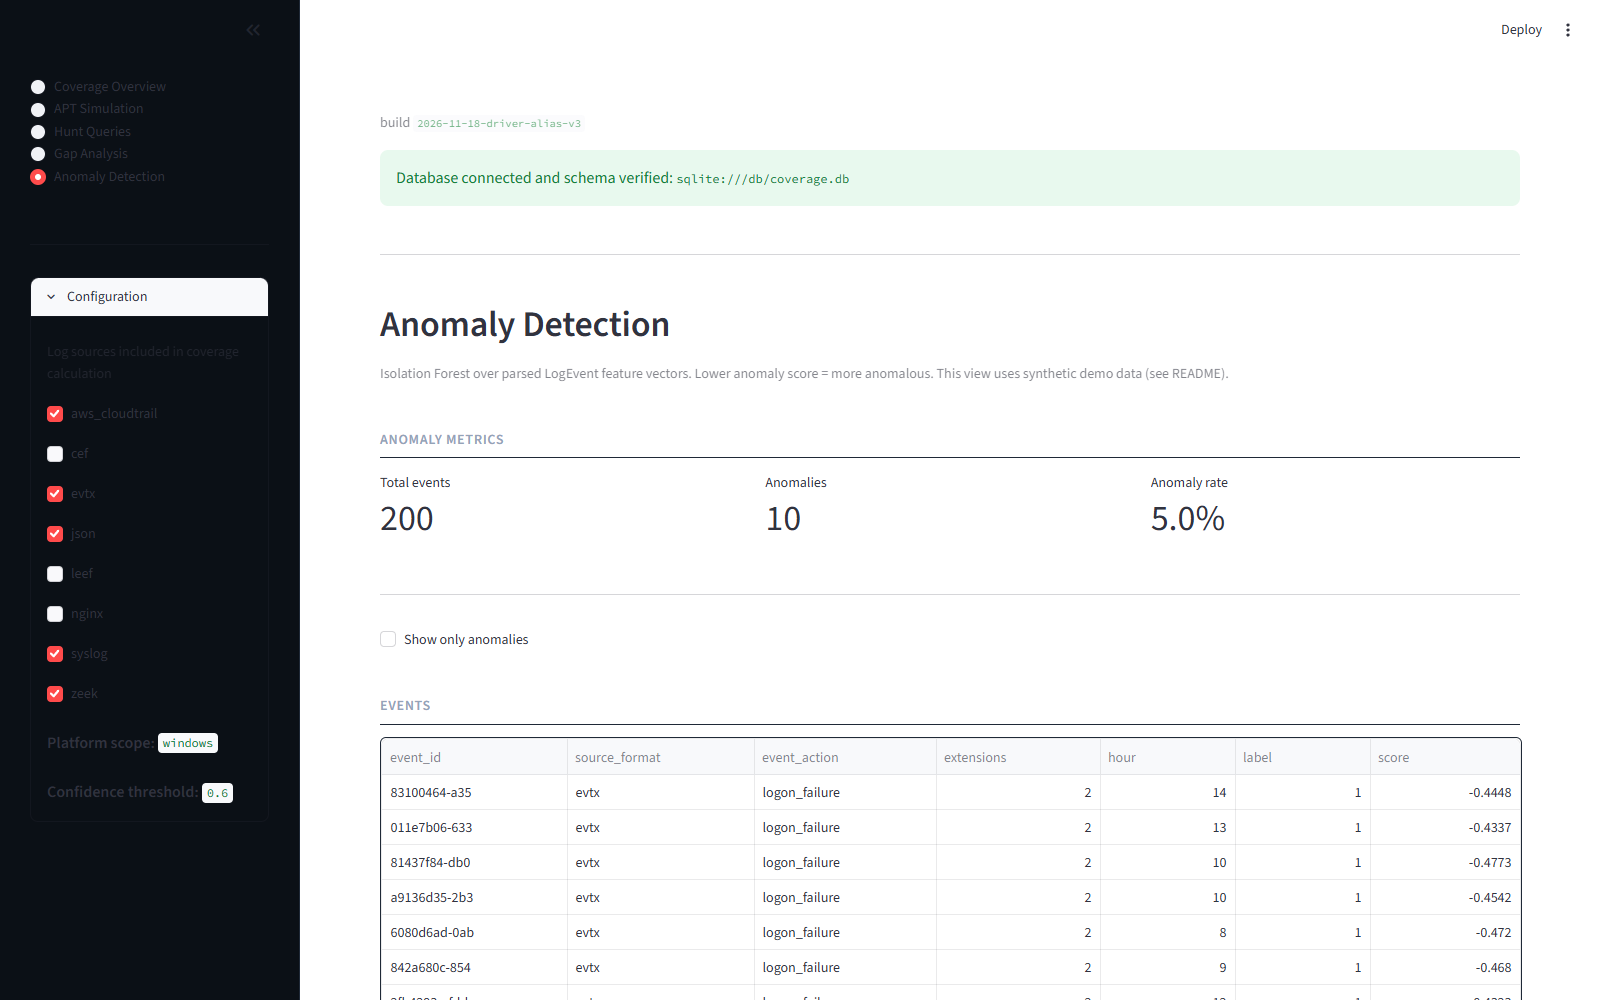 Deploy
Coverage Overview
APT Simulation
Hunt Queries
Gap Analysis
Anomaly Detection
Configuration
Log sources included in coverage
calculation
aws_cloudtrail
cef
evtx
json
leef
nginx
syslog
zeek
Platform scope: windows
Confidence threshold: 0.6
build 2026-11-18-driver-alias-v3
Database connected and schema verified: sqlite:///db/coverage.db
Anomaly Detection
Isolation Forest over parsed LogEvent feature vectors. Lower anomaly score = more anomalous. This view uses synthetic demo data (see README).
ANOMALY METRICS
Total events Anomalies Anomaly rate
200 10 5.0%
Show only anomalies
EVENTS
event_id source_format event_action extensions hour label score
83100464-a35 evtx logon_failure 2 14 1 -0.4448
011e7b06-633 evtx logon_failure 2 13 1 -0.4337
81437f84-db0 evtx logon_failure 2 10 1 -0.4773
a9136d35-2b3 evtx logon_failure 2 10 1 -0.4542
6080d6ad-0ab evtx logon_failure 2 8 1 -0.472
842a680c-854 evtx logon_failure 2 9 1 -0.468